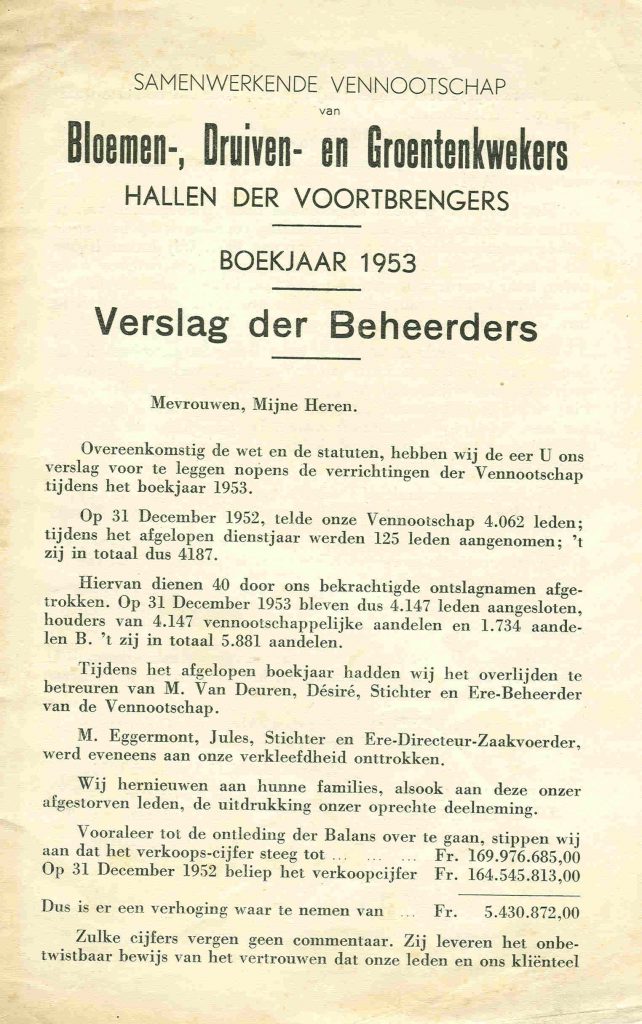 SAMENWERKENDE VENNOOTSCHAP
van
Bloemen-, Druiven- en Groentenkwekers
HALLEN DER VOORTBRENGERS
BOEKJAAR 1953
Verslag der Beheerders
Mevrouwen, Mijne Heren.
Overeenkomstig de wet en de statuten, hebben wij de eer U ons
verslag voor te leggen nopens de verrichtingen der Vennootschap
tijdens het boekjaar 1953.
Op 31 December 1952, telde onze Vennootschap 4.062 leden;
tijdens het afgelopen dienstjaar werden 125 leden aangenomen; 't
zij in totaal dus 4187.
Hiervan dienen 40 door ons bekrachtigde ontslagnamen afge-
trokken. Op 31 December 1953 bleven dus 4.147 leden aangesloten,
houders van 4.147 vennootschappelijke aandelen en 1.734 aande-
len B. 't zij in totaal 5.881 aandelen.
Tijdens het afgelopen boekjaar hadden wij het overlijden te
betreuren van M. Van Deuren, Désiré, Stichter en Ere-Beheerder
van de Vennootschap.
M. Eggermont, Jules, Stichter en Ere-Directeur-Zaakvoerder,
werd eveneens aan onze verkleefdheid onttrokken.
Wij hernieuwen aan hunne families, alsook aan deze onzer
afgestorven leden, de uitdrukking onzer oprechte deelneming.
Vooraleer tot de ontleding der Balans over te gaan, stippen wij
aan dat het verkoops-cijfer steeg tot ... ... ... Fr. 169.976.685,00
Op 31 December 1952 beliep het verkoopcijfer Fr. 164.545.813,00
Dus is er een verhoging waar te nemen van ... Fr. 5.430.872,00
Zulke cijfers vergen geen commentaar. Zij leveren het onbe-
twistbaar bewijs van het vertrouwen dat onze leden en ons kliënteel